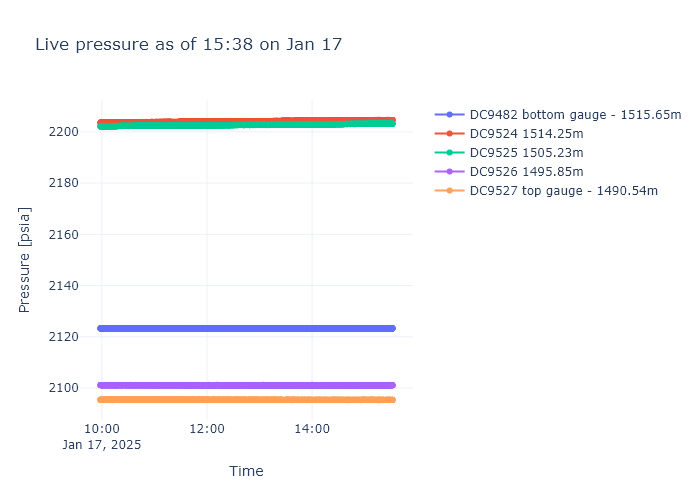 Live pressure as of 15:38 on Jan 17
DC9482 bottom gauge - 1515.65m
DC9524 1514.25m
DC9525 1505.23m
DC9526 1495.85m
DC9527 top gauge - 1490.54m
Pressure [psia]
2200
2180
2160
2140
2120
2100
10:00
12:00
14:00
Jan 17, 2025
Time